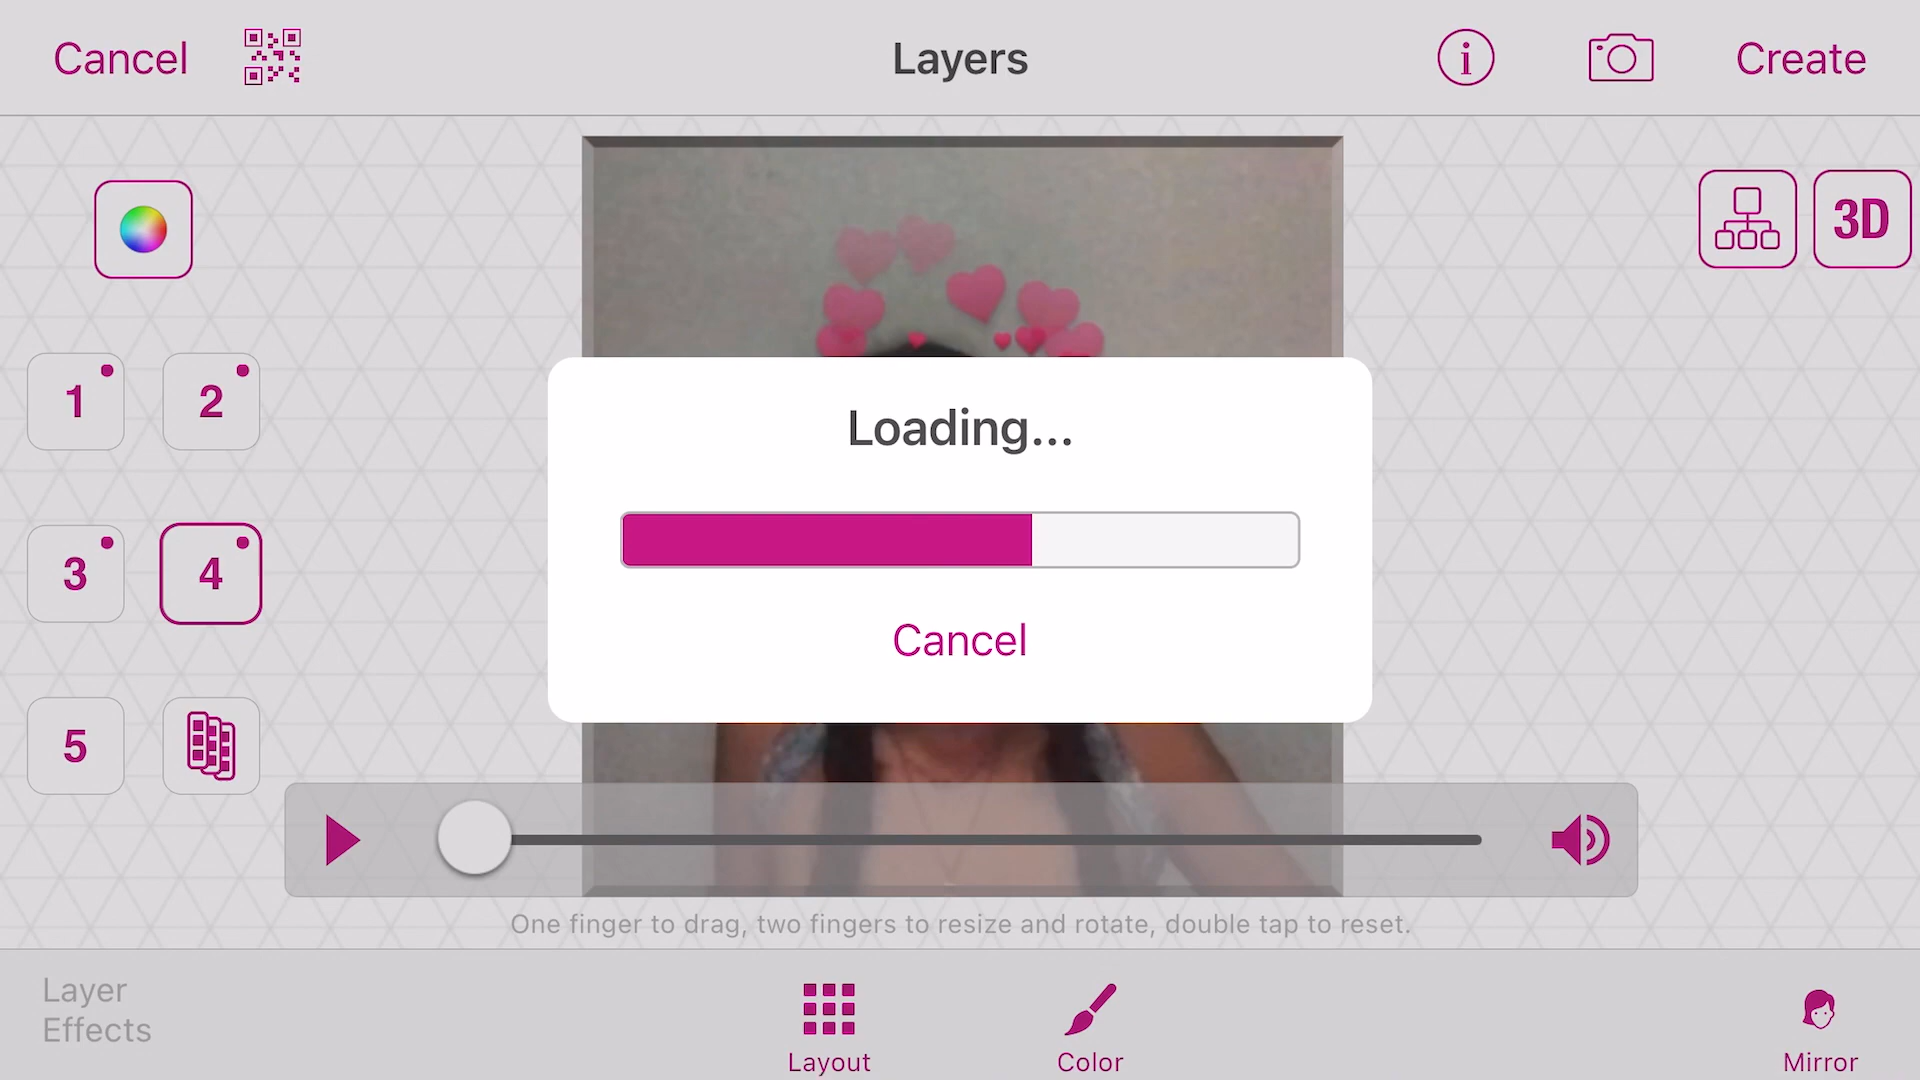 Cancel
Layers
Create
3D
1
2
Loading...
3
4
Cancel
5
One finger to drag, two fingers to resize and rotate, double tap to reset.
Layer
Effects
Layout
Color
Mirror